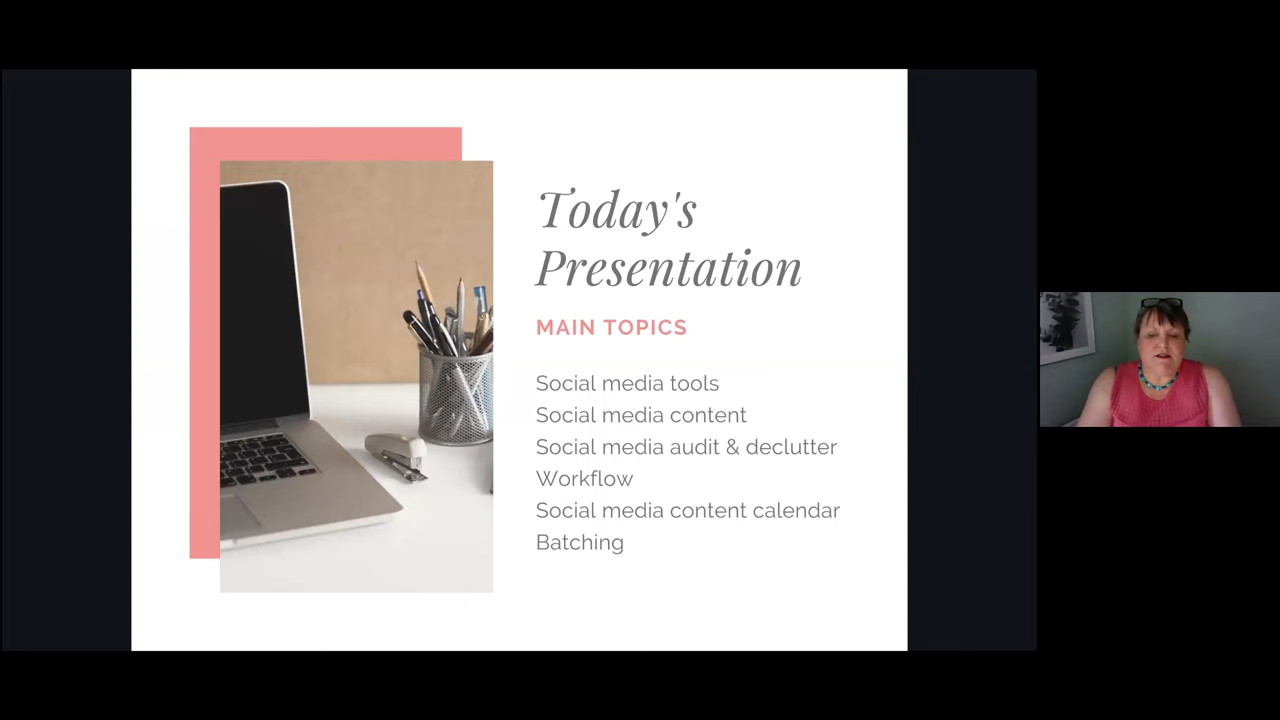 Today's
Presentation
MAIN TOPICS
Social media tools
Social media content
Social media audit & declutter
Workflow
Social media content calendar
Batching